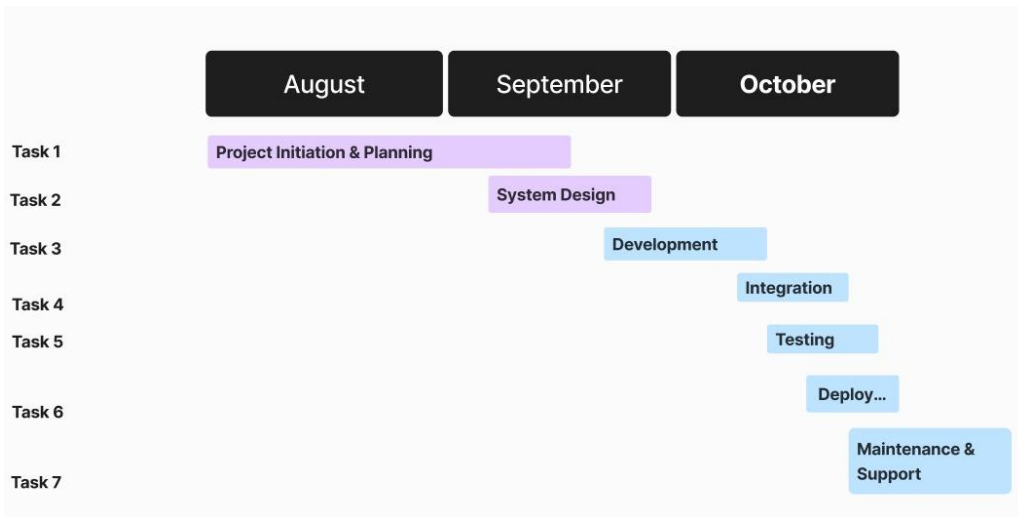 August September October
Task 1 Project Initiation & Planning
Task 2 System Design
Task 3 Development
Task 4 Integration
Task 5 Testing
Task 6 Deploy...
Task 7 Maintenance &
Support